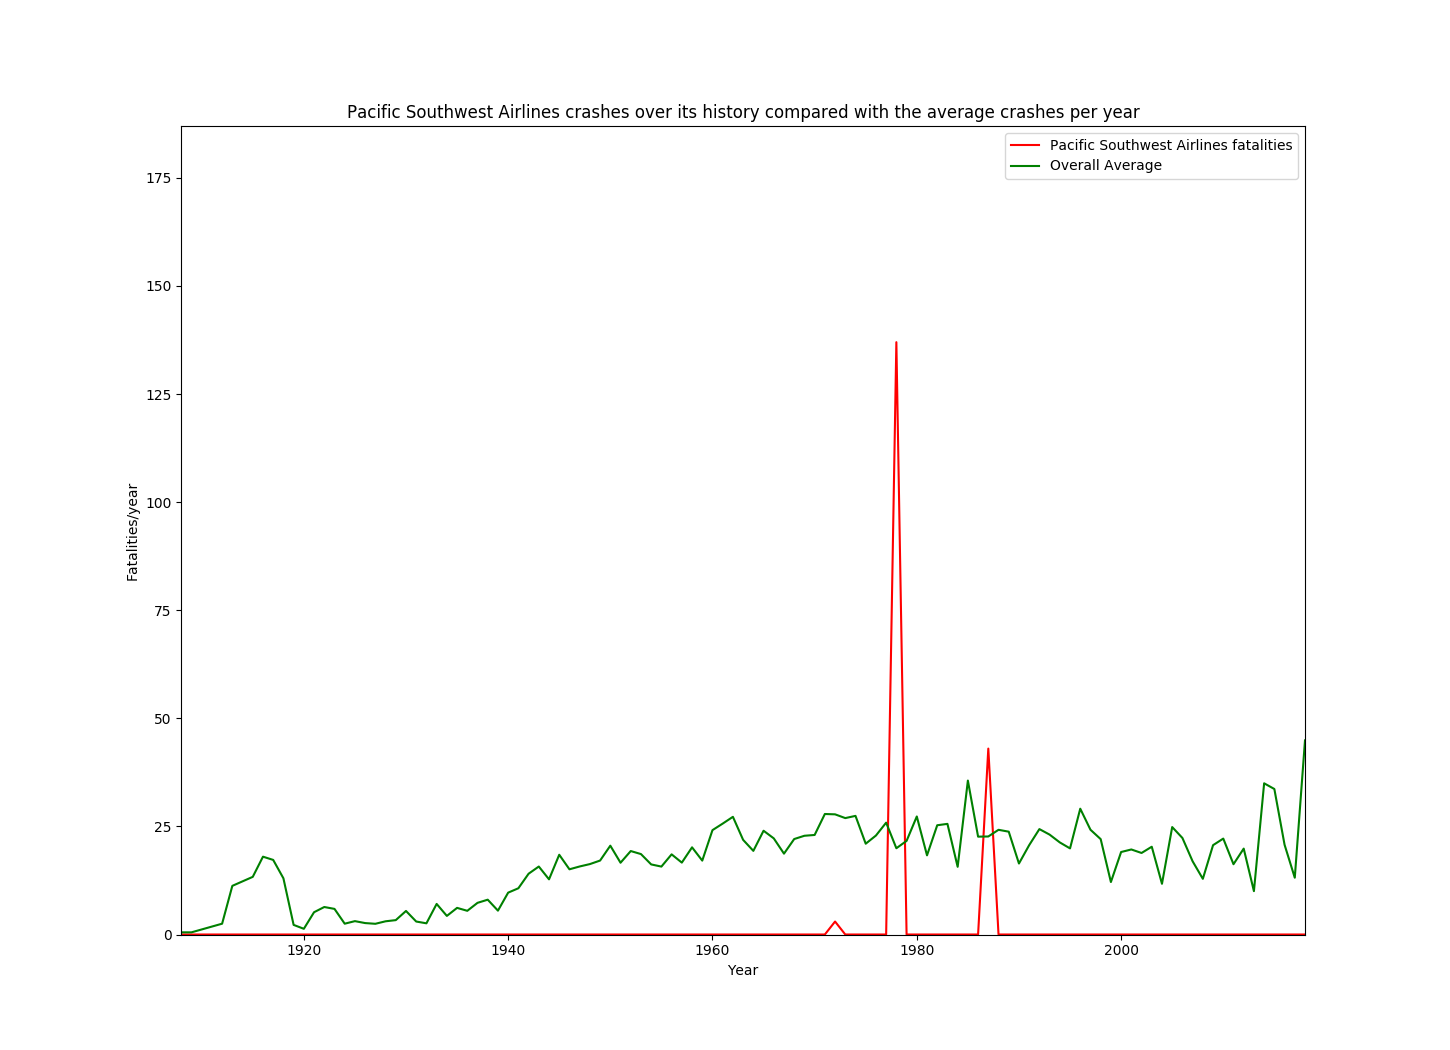 Pacific Southwest Airlines crashes over its history compared with the average crashes per year
Pacific Southwest Airlines fatalities
Overall Average
175
150
125
100
75
50
25
0
Fatalities/year
1920 1940 1960 1980 2000
Year